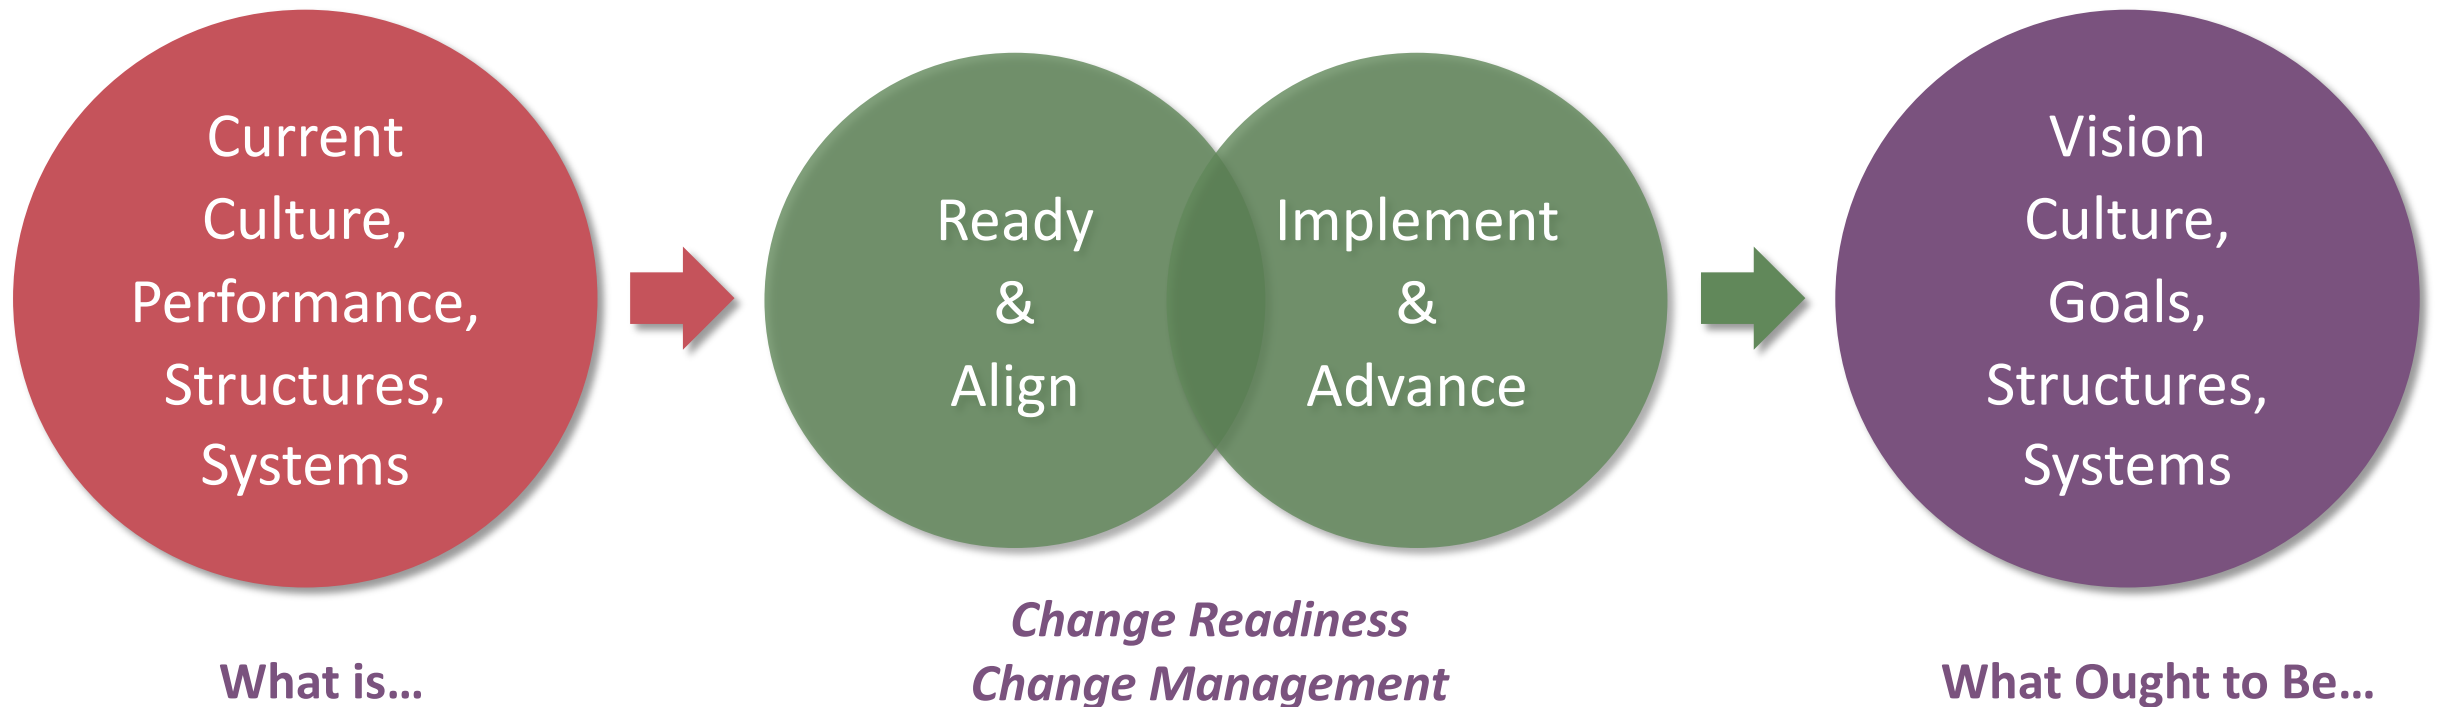 Current
Culture,
Performance,
Structures,
Systems
Ready
&
Align
Implement
&
Advance
Vision
Culture,
Goals,
Structures,
Systems
What is...
Change Readiness
Change Management
What Ought to Be...